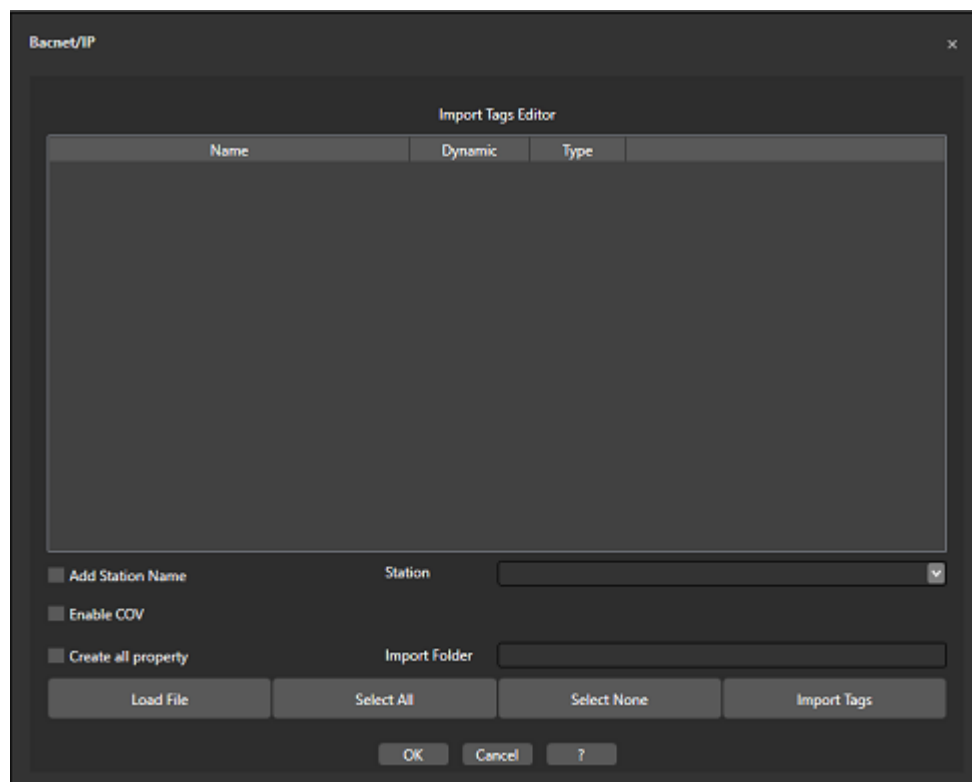 Bacnet/IP
×
Import Tags Editor
Name Dynamic Type
Add Station Name Station
Enable COV
Create all property Import Folder
Load File Select All Select None Import Tags
OK Cancel ?